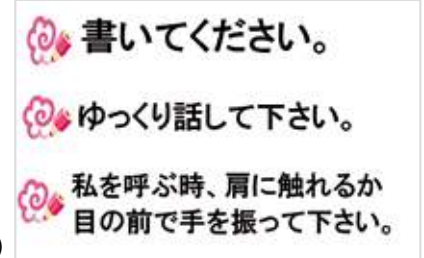 書いてください。
ゆっくり話して下さい。
私を呼ぶ時、肩に触れるか
目の前で手を振って下さい。
)